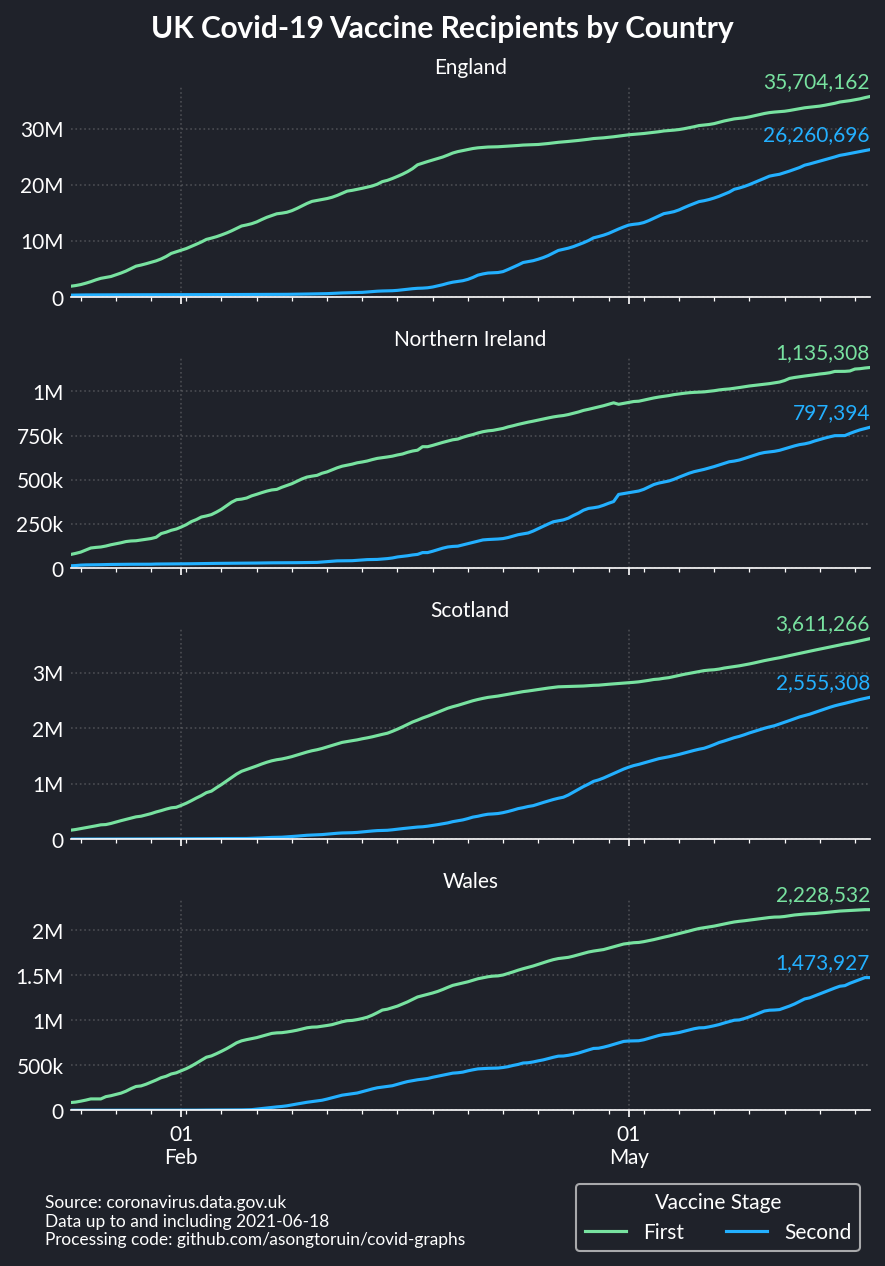 UK Covid-19 Vaccine Recipients by Country
England
35,704,162
26,260,696
30M
20M
10M
0
Northern Ireland
1,135,308
797,394
1M
750k
500k
250k
0
Scotland
3,611,266
2,555,308
3M
2M
1M
0
Wales
2,228,532
1,473,927
2M
1.5M
1M
500k
0
01
Feb
01
May
Source: coronavirus.data.gov.uk
Data up to and including 2021-06-18
Processing code: github.com/asongtoruin/covid-graphs
Vaccine Stage
First Second